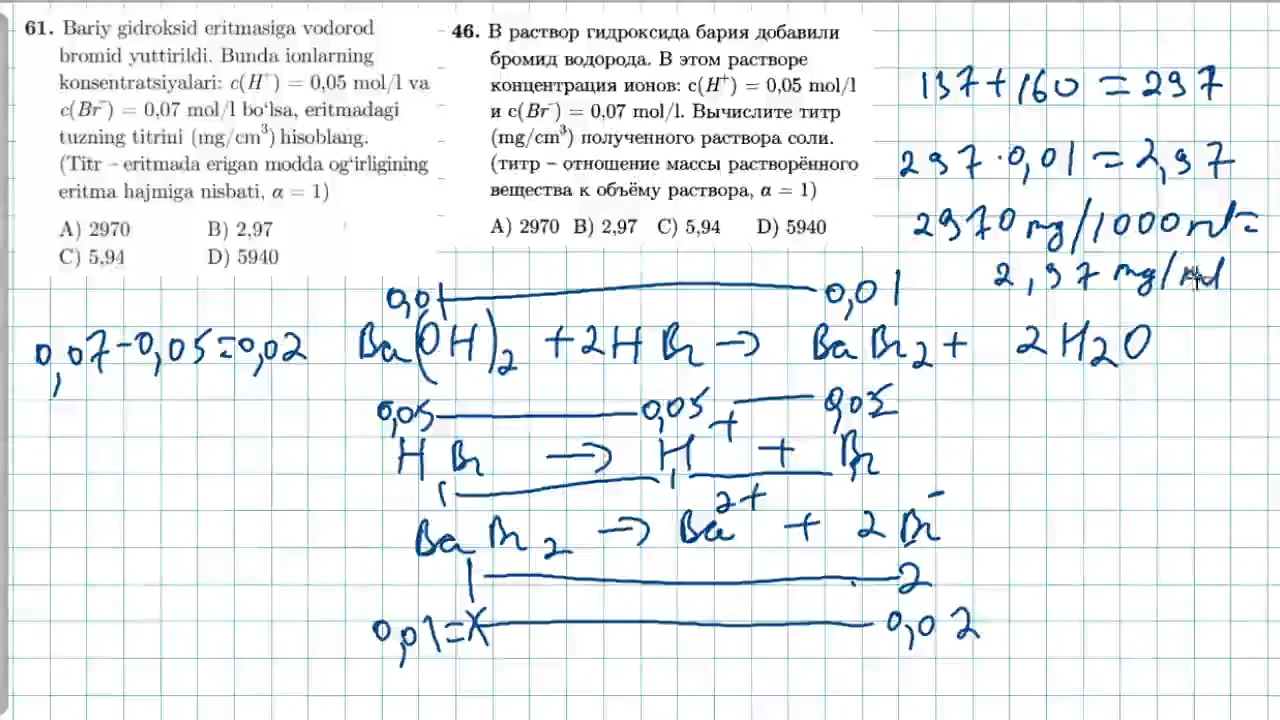 61. Bariy gidroksid eritmasiga vodorod
bromid yuttirildi. Bunda ionlarning
konsentratsiyalari: c(H⁺) = 0,05 mol/l va
c(Br⁻) = 0,07 mol/l bo'lsa, eritmadagi
tuzning titrini (mg/cm³) hisoblang.
(Titr – eritmada erigan modda og'irligining
eritma hajmiga nisbati, α = 1)
A) 2970 B) 2,97
C) 5,94 D) 5940
46. В раствор гидроксида бария добавили
бромид водорода. В этом растворе
концентрация ионов: c(H⁺) = 0,05 mol/l
и c(Br⁻) = 0,07 mol/l. Вычислите титр
(mg/cm³) полученного раствора соли.
(титр – отношение массы растворённого
вещества к объёму раствора, α = 1)
A) 2970 B) 2,97 C) 5,94 D) 5940
137+160=297
297·0,01=2,97
2970 mg/1000ml=
2,97 mg/ml
0,01 0,01
0,07-0,05=0,02 Ba(OH)2 + 2HBr → BaBr2 + 2H2O
0,05 0,05 0,05
HBr → H⁺ + Br
1 1
BaBr2 → Ba²⁺ + 2Br⁻
1 2
0,01=X 0,02